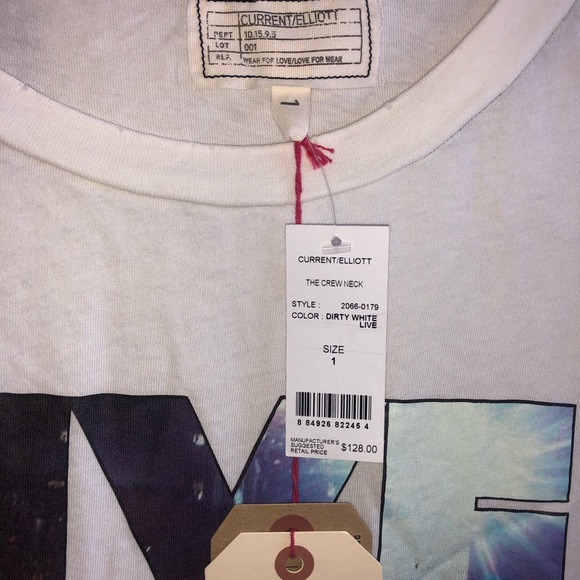 CURRENT/ELLIOTT
DEPT 10.15.9.5
LOT 001
REF. WEAR FOR LOVE/LOVE FOR WEAR
1
CURRENT/ELLIOTT
THE CREW NECK
STYLE : 2066-0179
COLOR : DIRTY WHITE
LIVE
SIZE
1
8 84926 82245 4
MANUFACTURER'S
SUGGESTED
RETAIL PRICE $128.00